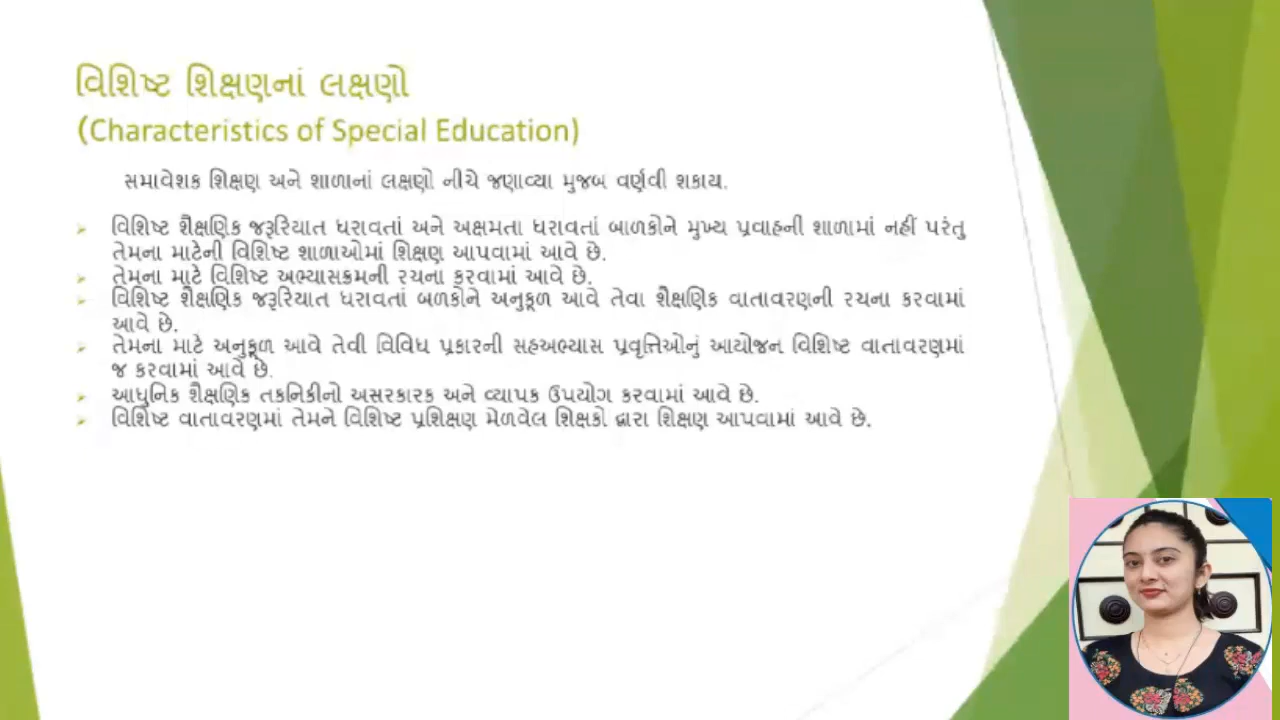 વિશિષ્ટ શિક્ષણનાં લક્ષણો
(Characteristics of Special Education)
સમાવેશક શિક્ષણ અને શાળાનાં લક્ષણો નીચે જણાવ્યા મુજબ વર્ણવી શકાય.
વિશિષ્ટ શૈક્ષણિક જરૂરિયાત ધરાવતાં અને અક્ષમતા ધરાવતાં બાળકોને મુખ્ય પ્રવાહની શાળામાં નહીં પરંતુ
તેમના માટેની વિશિષ્ટ શાળાઓમાં શિક્ષણ આપવામાં આવે છે.
તેમના માટે વિશિષ્ટ અભ્યાસક્રમની રચના કરવામાં આવે છે.
વિશિષ્ટ શૈક્ષણિક જરૂરિયાત ધરાવતાં બળકોને અનુકૂળ આવે તેવા શૈક્ષણિક વાતાવરણની રચના કરવામાં
આવે છે.
તેમના માટે અનુકૂળ આવે તેવી વિવિધ પ્રકારની સહઅભ્યાસ પ્રવૃત્તિઓનું આયોજન વિશિષ્ટ વાતાવરણમાં
જ કરવામાં આવે છે.
આધુનિક શૈક્ષણિક તકનિકીનો અસરકારક અને વ્યાપક ઉપયોગ કરવામાં આવે છે.
વિશિષ્ટ વાતાવરણમાં તેમને વિશિષ્ટ પ્રશિક્ષણ મેળવેલ શિક્ષકો દ્વારા શિક્ષણ આપવામાં આવે છે.